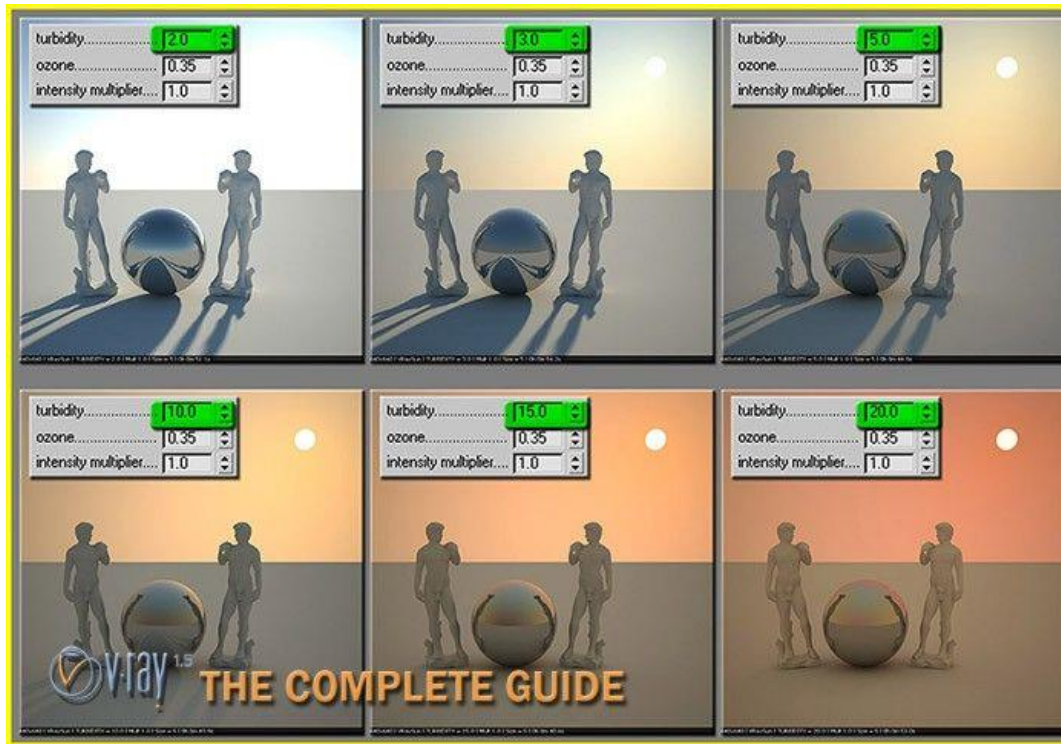 turbidity.................. 2.0
ozone..................... 0.35
intensity multiplier.... 1.0
turbidity.................. 3.0
ozone..................... 0.35
intensity multiplier.... 1.0
turbidity.................. 5.0
ozone..................... 0.35
intensity multiplier.... 1.0
turbidity.................. 10.0
ozone..................... 0.35
intensity multiplier.... 1.0
turbidity.................. 15.0
ozone..................... 0.35
intensity multiplier.... 1.0
turbidity.................. 20.0
ozone..................... 0.35
intensity multiplier.... 1.0
v·ray 1.5 THE COMPLETE GUIDE